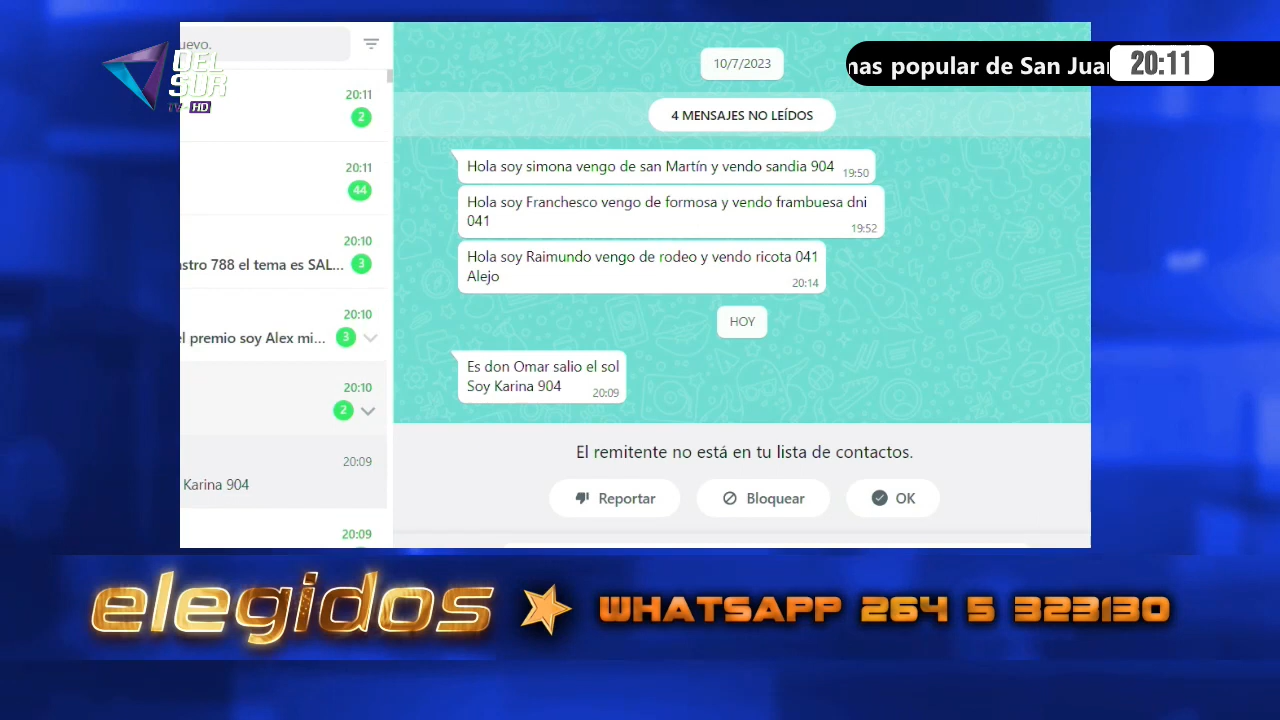 uevo.
DEL
SUR
TV-HD
mas popular de San Juan
20:11
20:11
2
20:11
44
20:10
astro 788 el tema es SAL...
3
20:10
el premio soy Alex mi...
3
20:10
2
20:09
Karina 904
20:09
10/7/2023
4 MENSAJES NO LEÍDOS
Hola soy simona vengo de san Martín y vendo sandia 904
19:50
Hola soy Franchesco vengo de formosa y vendo frambuesa dni
041
19:52
Hola soy Raimundo vengo de rodeo y vendo ricota 041
Alejo
20:14
HOY
Es don Omar salio el sol
Soy Karina 904
20:09
El remitente no está en tu lista de contactos.
Reportar
Bloquear
OK
elegidos
WHATSAPP 264 5 323130